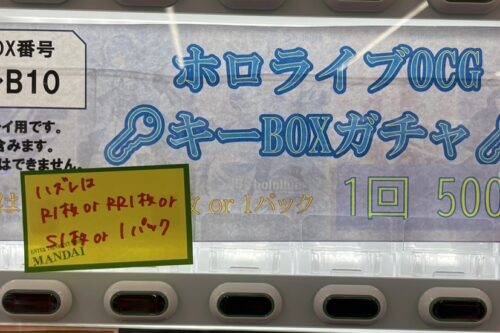 OX番号
B10
ホロライブOCG
キーBOXガチャ
イ用です。
含みます。
はできません。
ハズレは
R1枚 or RR1枚 or
S1枚 or 1パック
MANDAI
or 1パック
1回 500